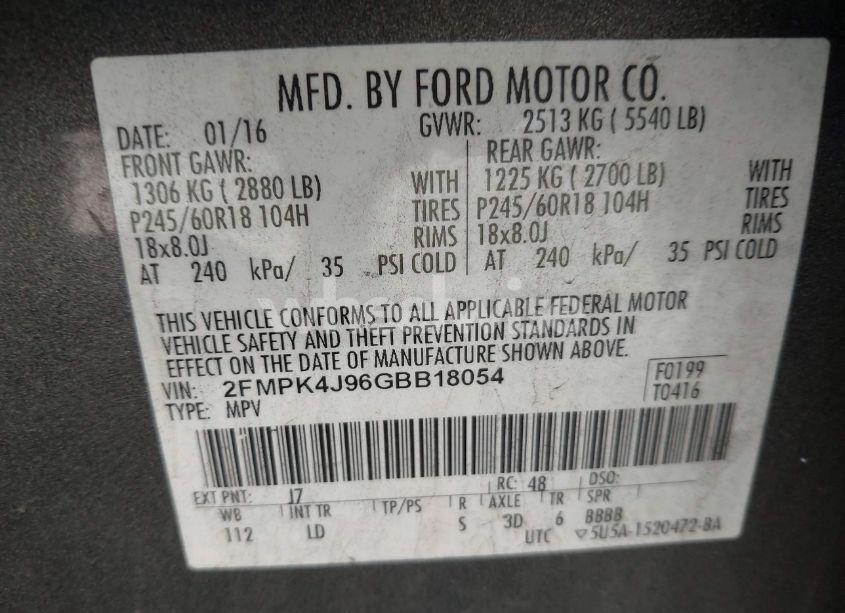 MFD. BY FORD MOTOR CO.
DATE: 01/16 GVWR: 2513 KG ( 5540 LB)
FRONT GAWR: REAR GAWR:
1306 KG ( 2880 LB) WITH 1225 KG ( 2700 LB) WITH
P245/60R18 104H TIRES P245/60R18 104H TIRES
18x8.0J RIMS 18x8.0J RIMS
AT 240 kPa/ 35 PSI COLD AT 240 kPa/ 35 PSI COLD
THIS VEHICLE CONFORMS TO ALL APPLICABLE FEDERAL MOTOR
VEHICLE SAFETY AND THEFT PREVENTION STANDARDS IN
EFFECT ON THE DATE OF MANUFACTURE SHOWN ABOVE.
VIN: 2FMPK4J96GBB18054 F0199
TYPE: MPV T0416
EXT PNT: J7 RC: 48 DSO:
WB INT TR TP/PS R AXLE TR SPR
112 LD S 3D 6 BBBB
UTC ▽5U5A-1520472-BA